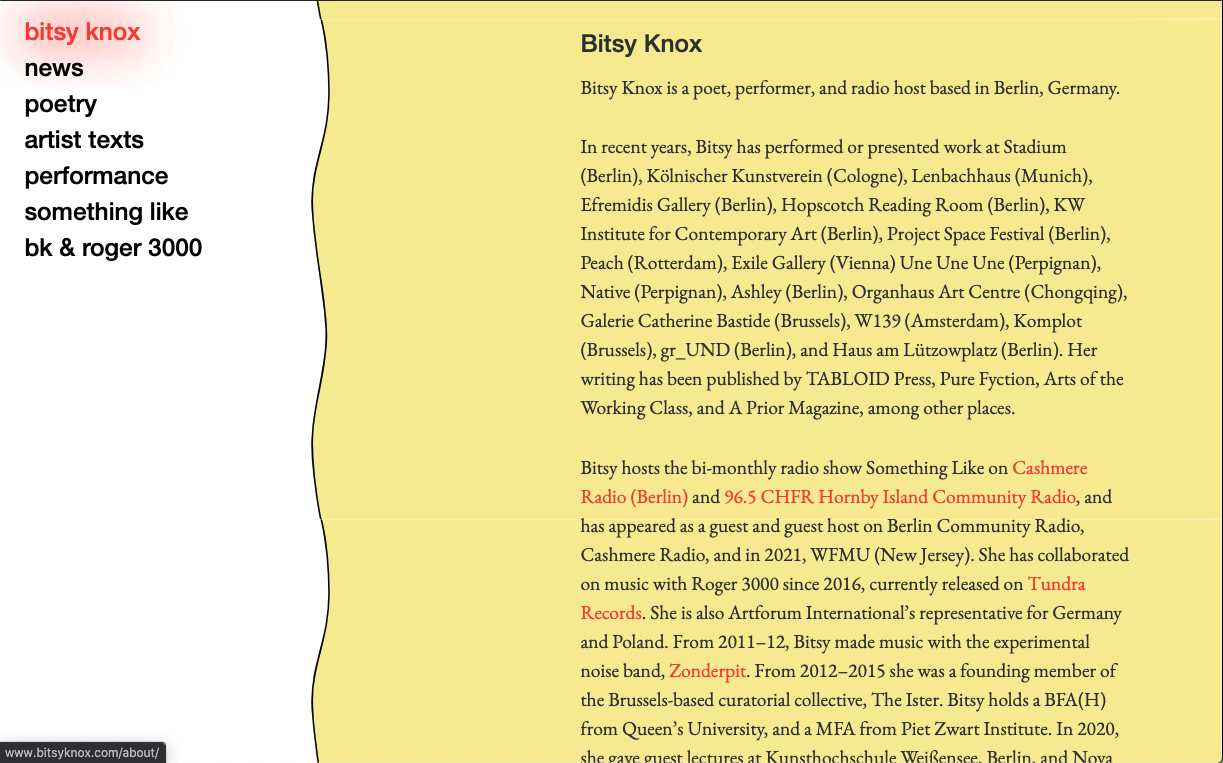 bitsy knox
news
poetry
artist texts
performance
something like
bk & roger 3000
Bitsy Knox
Bitsy Knox is a poet, performer, and radio host based in Berlin, Germany.
In recent years, Bitsy has performed or presented work at Stadium
(Berlin), Kölnischer Kunstverein (Cologne), Lenbachhaus (Munich),
Efremidis Gallery (Berlin), Hopscotch Reading Room (Berlin), KW
Institute for Contemporary Art (Berlin), Project Space Festival (Berlin),
Peach (Rotterdam), Exile Gallery (Vienna) Une Une Une (Perpignan),
Native (Perpignan), Ashley (Berlin), Organhaus Art Centre (Chongqing),
Galerie Catherine Bastide (Brussels), W139 (Amsterdam), Komplot
(Brussels), gr_UND (Berlin), and Haus am Lützowplatz (Berlin). Her
writing has been published by TABLOID Press, Pure Fyction, Arts of the
Working Class, and A Prior Magazine, among other places.
Bitsy hosts the bi-monthly radio show Something Like on Cashmere
Radio (Berlin) and 96.5 CHFR Hornby Island Community Radio, and
has appeared as a guest and guest host on Berlin Community Radio,
Cashmere Radio, and in 2021, WFMU (New Jersey). She has collaborated
on music with Roger 3000 since 2016, currently released on Tundra
Records. She is also Artforum International’s representative for Germany
and Poland. From 2011–12, Bitsy made music with the experimental
noise band, Zonderpit. From 2012–2015 she was a founding member of
the Brussels-based curatorial collective, The Ister. Bitsy holds a BFA(H)
from Queen’s University, and a MFA from Piet Zwart Institute. In 2020,
she gave guest lectures at Kunsthochschule Weißensee, Berlin, and Nova
www.bitsyknox.com/about/